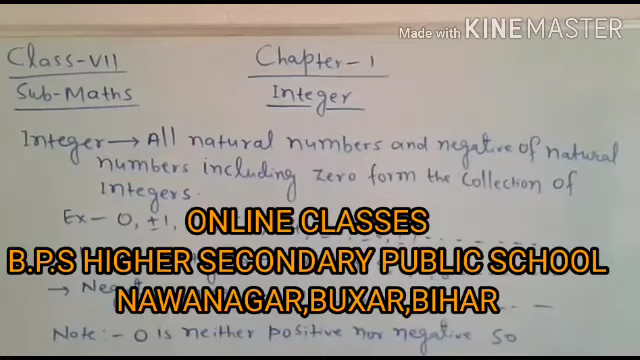 Made with KINEMASTER
Class-VII
Chapter-1
Sub-Maths
Integer
Integer → All natural numbers and negative of natural
numbers including zero form the collection of
Integers.
Ex- 0, ±1,
ONLINE CLASSES
B.P.S HIGHER SECONDARY PUBLIC SCHOOL
→ Neg
NAWANAGAR,BUXAR,BIHAR
Note:- 0 is neither positive nor negative so